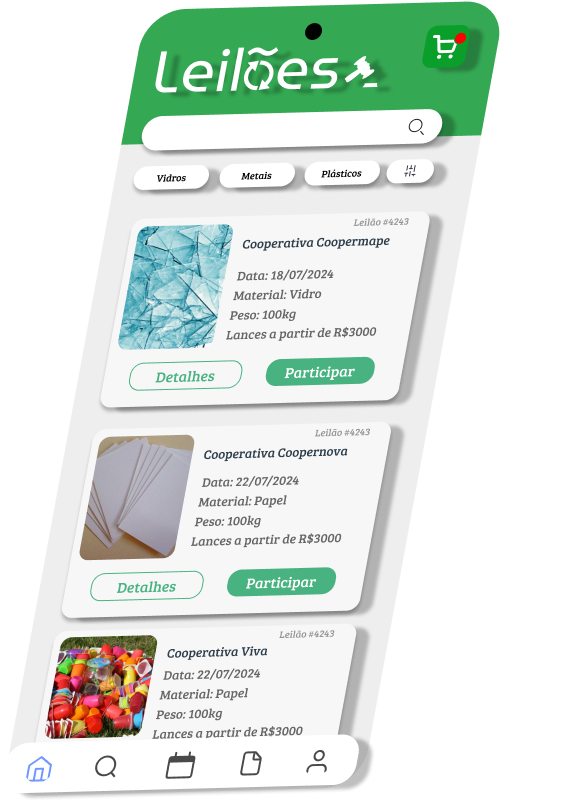 Leilões
Vidros
Metais
Plásticos
Leilão #4243
Cooperativa Coopermape
Data: 18/07/2024
Material: Vidro
Peso: 100kg
Lances a partir de R$3000
Detalhes
Participar
Leilão #4243
Cooperativa Coopernova
Data: 22/07/2024
Material: Papel
Peso: 100kg
Lances a partir de R$3000
Detalhes
Participar
Leilão #4243
Cooperativa Viva
Data: 22/07/2024
Material: Papel
Peso: 100kg
Lances a partir de R$3000